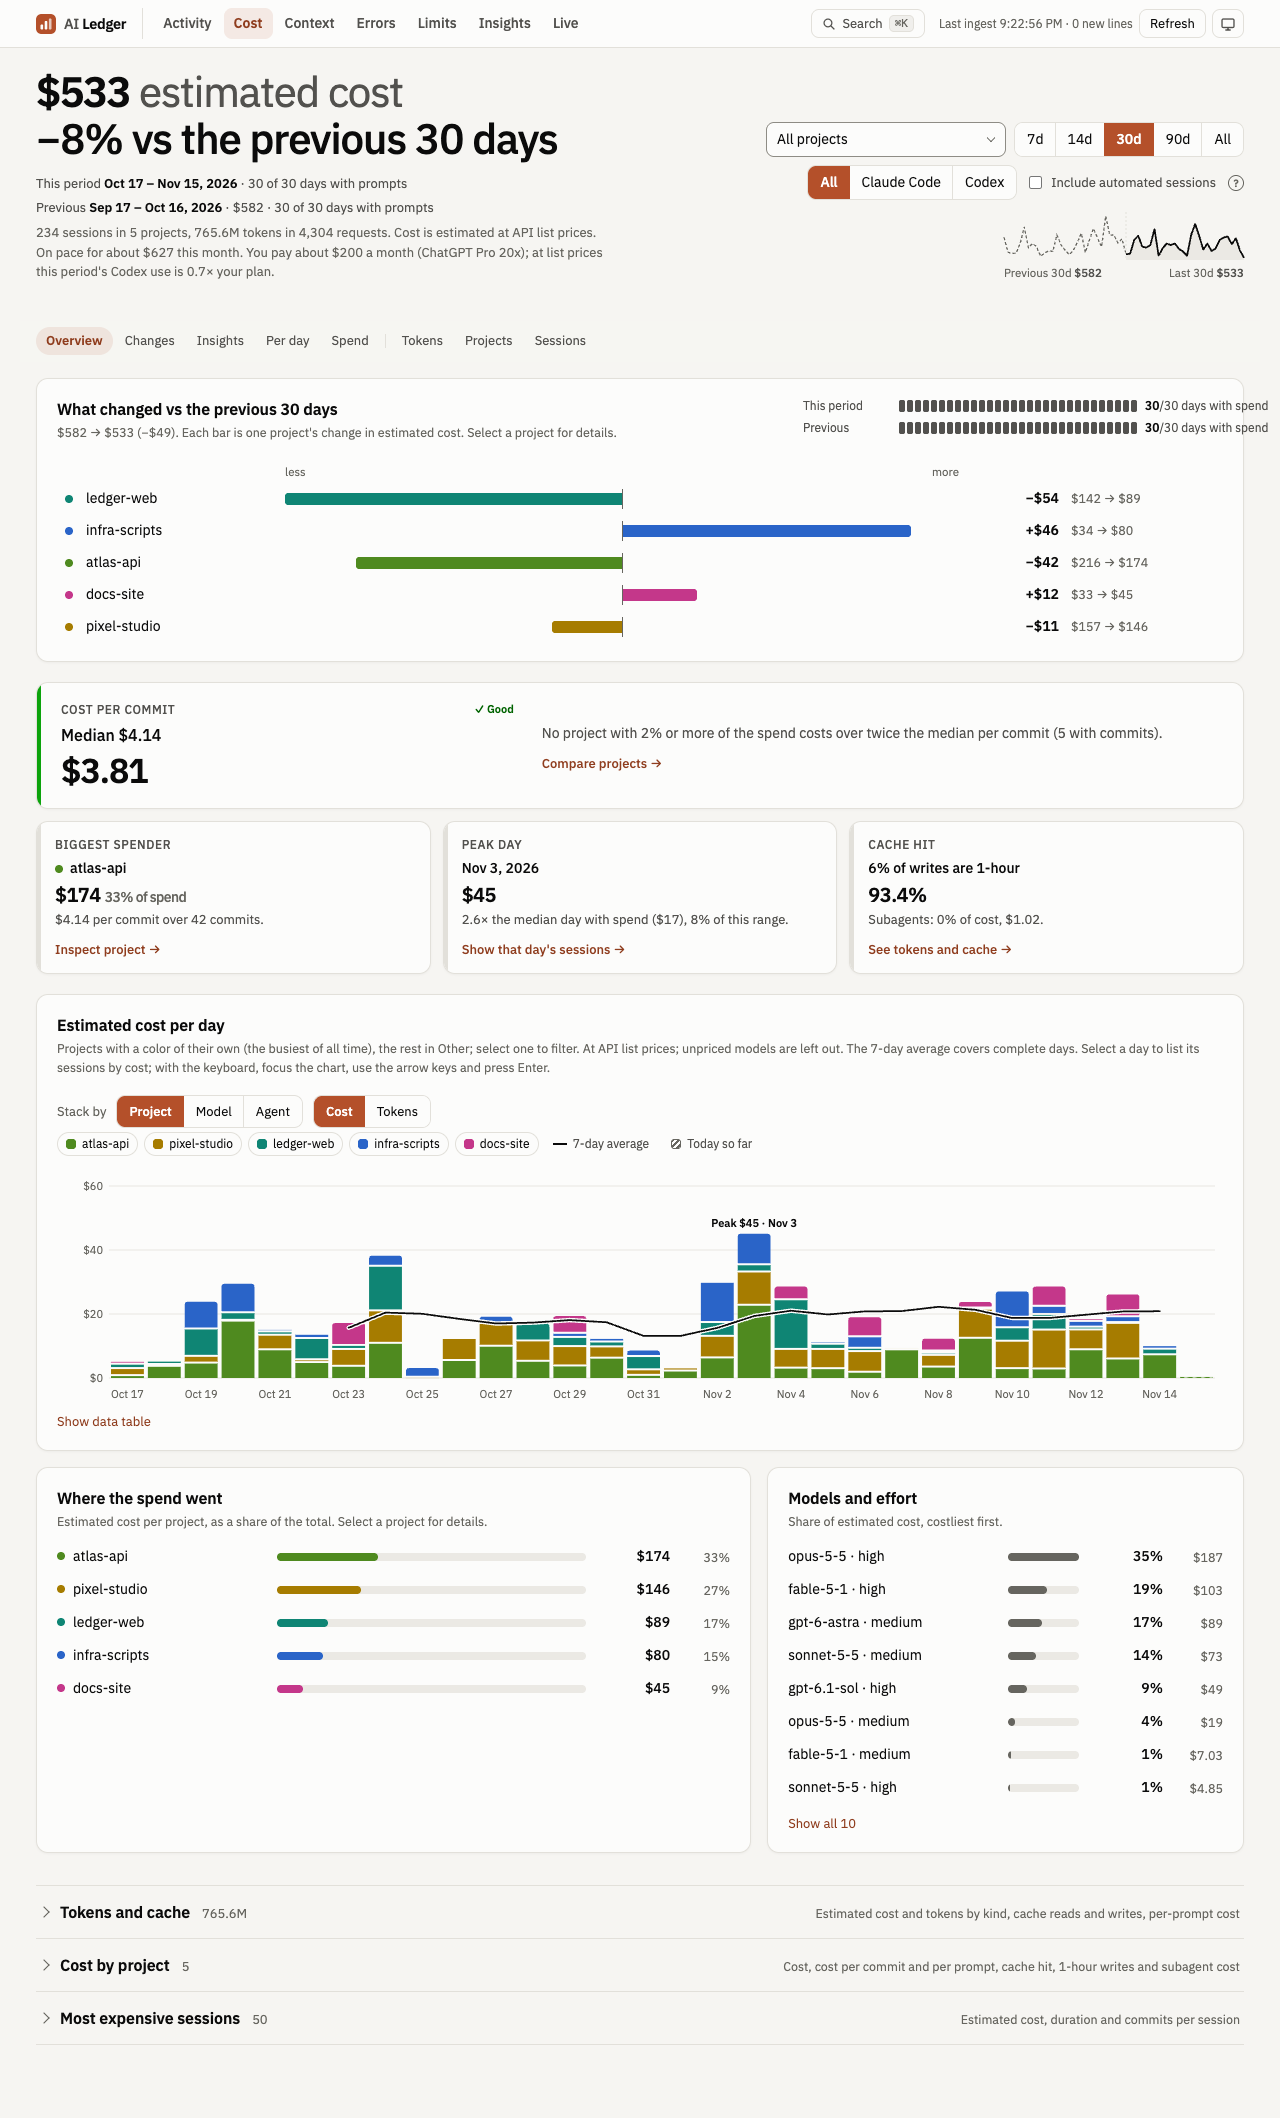 AI Ledger
Activity Cost Context Errors Limits Insights Live
Search ⌘K
Last ingest 9:22:56 PM · 0 new lines
Refresh
$533 estimated cost
−8% vs the previous 30 days
This period Oct 17 – Nov 15, 2026 · 30 of 30 days with prompts
Previous Sep 17 – Oct 16, 2026 · $582 · 30 of 30 days with prompts
234 sessions in 5 projects, 765.6M tokens in 4,304 requests. Cost is estimated at API list prices.
On pace for about $627 this month. You pay about $200 a month (ChatGPT Pro 20x); at list prices
this period's Codex use is 0.7× your plan.
All projects
7d 14d 30d 90d All
All Claude Code Codex
Include automated sessions ?
Previous 30d $582
Last 30d $533
Overview Changes Insights Per day Spend Tokens Projects Sessions
What changed vs the previous 30 days
$582 → $533 (−$49). Each bar is one project's change in estimated cost. Select a project for details.
This period 30/30 days with spend
Previous 30/30 days with spend
less more
ledger-web −$54 $142 → $89
infra-scripts +$46 $34 → $80
atlas-api −$42 $216 → $174
docs-site +$12 $33 → $45
pixel-studio −$11 $157 → $146
COST PER COMMIT
✓ Good
Median $4.14
$3.81
No project with 2% or more of the spend costs over twice the median per commit (5 with commits).
Compare projects →
BIGGEST SPENDER
atlas-api
$174 33% of spend
$4.14 per commit over 42 commits.
Inspect project →
PEAK DAY
Nov 3, 2026
$45
2.6× the median day with spend ($17), 8% of this range.
Show that day's sessions →
CACHE HIT
6% of writes are 1-hour
93.4%
Subagents: 0% of cost, $1.02.
See tokens and cache →
Estimated cost per day
Projects with a color of their own (the busiest of all time), the rest in Other; select one to filter. At API list prices; unpriced models are left out. The 7-day average covers complete days. Select a day to list its
sessions by cost; with the keyboard, focus the chart, use the arrow keys and press Enter.
Stack by Project Model Agent Cost Tokens
atlas-api pixel-studio ledger-web infra-scripts docs-site 7-day average Today so far
$60
Peak $45 · Nov 3
$40
$20
$0
Oct 17 Oct 19 Oct 21 Oct 23 Oct 25 Oct 27 Oct 29 Oct 31 Nov 2 Nov 4 Nov 6 Nov 8 Nov 10 Nov 12 Nov 14
Show data table
Where the spend went
Estimated cost per project, as a share of the total. Select a project for details.
atlas-api $174 33%
pixel-studio $146 27%
ledger-web $89 17%
infra-scripts $80 15%
docs-site $45 9%
Models and effort
Share of estimated cost, costliest first.
opus-5-5 · high 35% $187
fable-5-1 · high 19% $103
gpt-6-astra · medium 17% $89
sonnet-5-5 · medium 14% $73
gpt-6.1-sol · high 9% $49
opus-5-5 · medium 4% $19
fable-5-1 · medium 1% $7.03
sonnet-5-5 · high 1% $4.85
Show all 10
Tokens and cache 765.6M
Estimated cost and tokens by kind, cache reads and writes, per-prompt cost
Cost by project 5
Cost, cost per commit and per prompt, cache hit, 1-hour writes and subagent cost
Most expensive sessions 50
Estimated cost, duration and commits per session